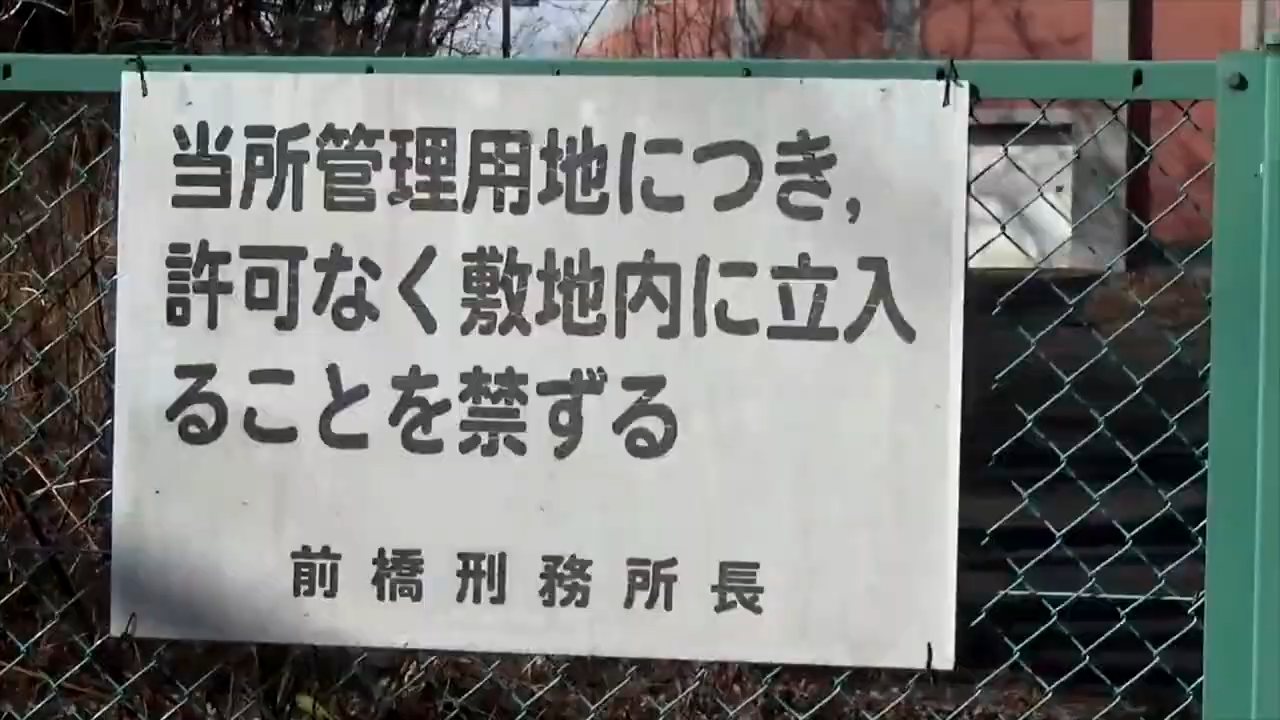 当所管理用地につき,
許可なく敷地内に立入
ることを禁ずる
前橋刑務所長